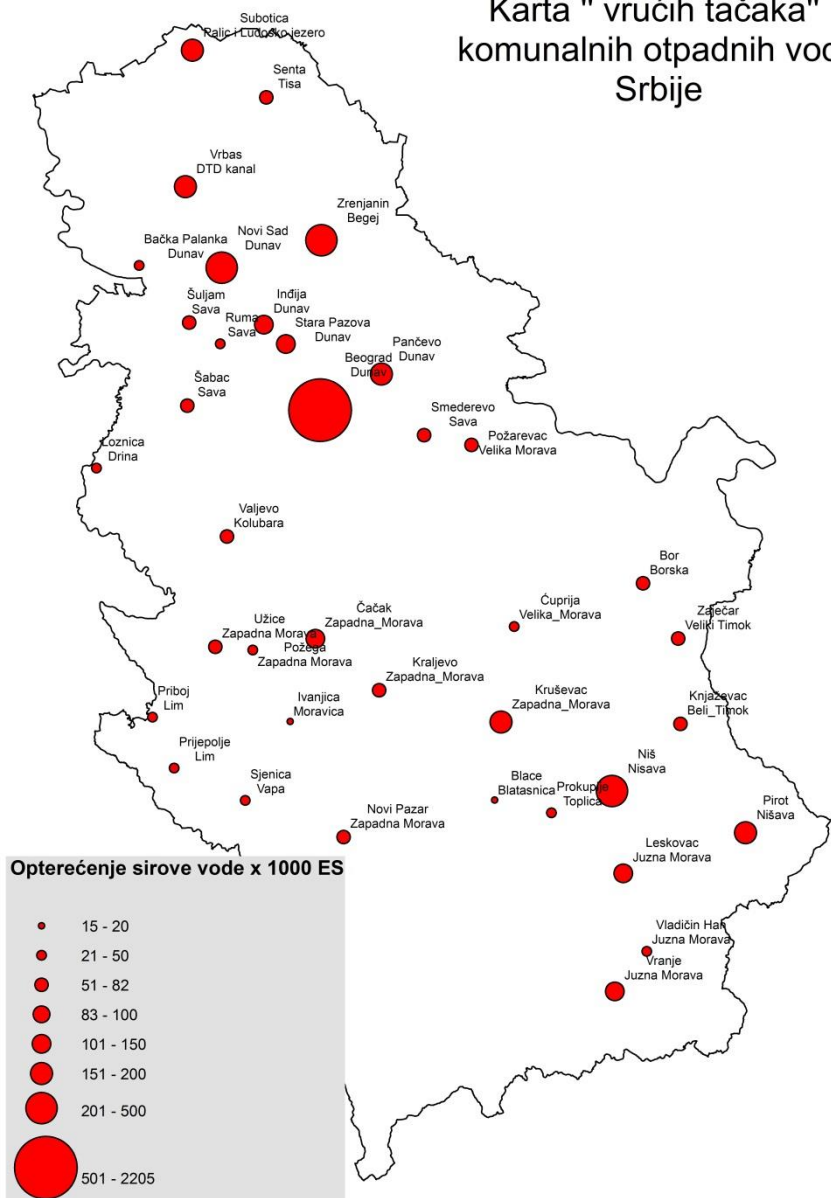 Karta " vrućih tačaka"
komunalnih otpadnih voda
Srbije
Subotica
Palic i Ludosko jezero
Senta
Tisa
Vrbas
DTD kanal
Zrenjanin
Begej
Bačka Palanka
Dunav
Novi Sad
Dunav
Šuljam
Sava
Ruma
Sava
Inđija
Dunav
Stara Pazova
Dunav
Pančevo
Dunav
Beograd
Dunav
Šabac
Sava
Smederevo
Sava
Požarevac
Velika Morava
Loznica
Drina
Valjevo
Kolubara
Bor
Borska
Ćuprija
Velika_Morava
Zaječar
Veliki Timok
Užice
Zapadna Morava
Požega
Zapadna Morava
Čačak
Zapadna_Morava
Kraljevo
Zapadna_Morava
Kruševac
Zapadna_Morava
Knjaževac
Beli_Timok
Priboj
Lim
Ivanjica
Moravica
Prijepolje
Lim
Sjenica
Vapa
Novi Pazar
Zapadna Morava
Blace
Blatasnica
Prokuplje
Toplica
Niš
Nisava
Pirot
Nišava
Leskovac
Juzna Morava
Vladičin Han
Juzna Morava
Vranje
Juzna Morava
Opterećenje sirove vode x 1000 ES
15 - 20
21 - 50
51 - 82
83 - 100
101 - 150
151 - 200
201 - 500
501 - 2205